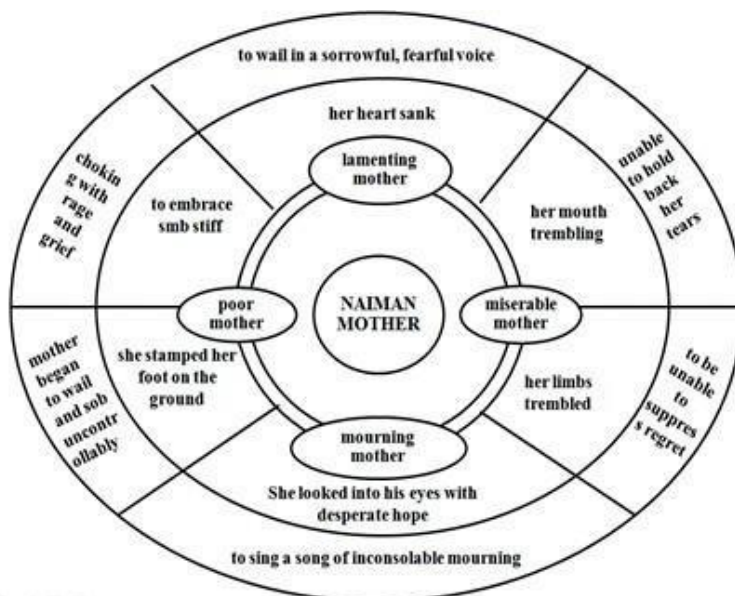 to wail in a sorrowful, fearful voice
her heart sank
lamenting
mother
chokin
g with
rage
and
grief
to embrace
smb stiff
unable
to hold
back
her
tears
her mouth
trembling
poor
mother
NAIMAN
MOTHER
miserable
mother
mother
began
to wail
and sob
uncontr
ollably
she stamped her
foot on the
ground
her limbs
trembled
to be
unable
to
suppres
s regret
mourning
mother
She looked into his eyes with
desperate hope
to sing a song of inconsolable mourning